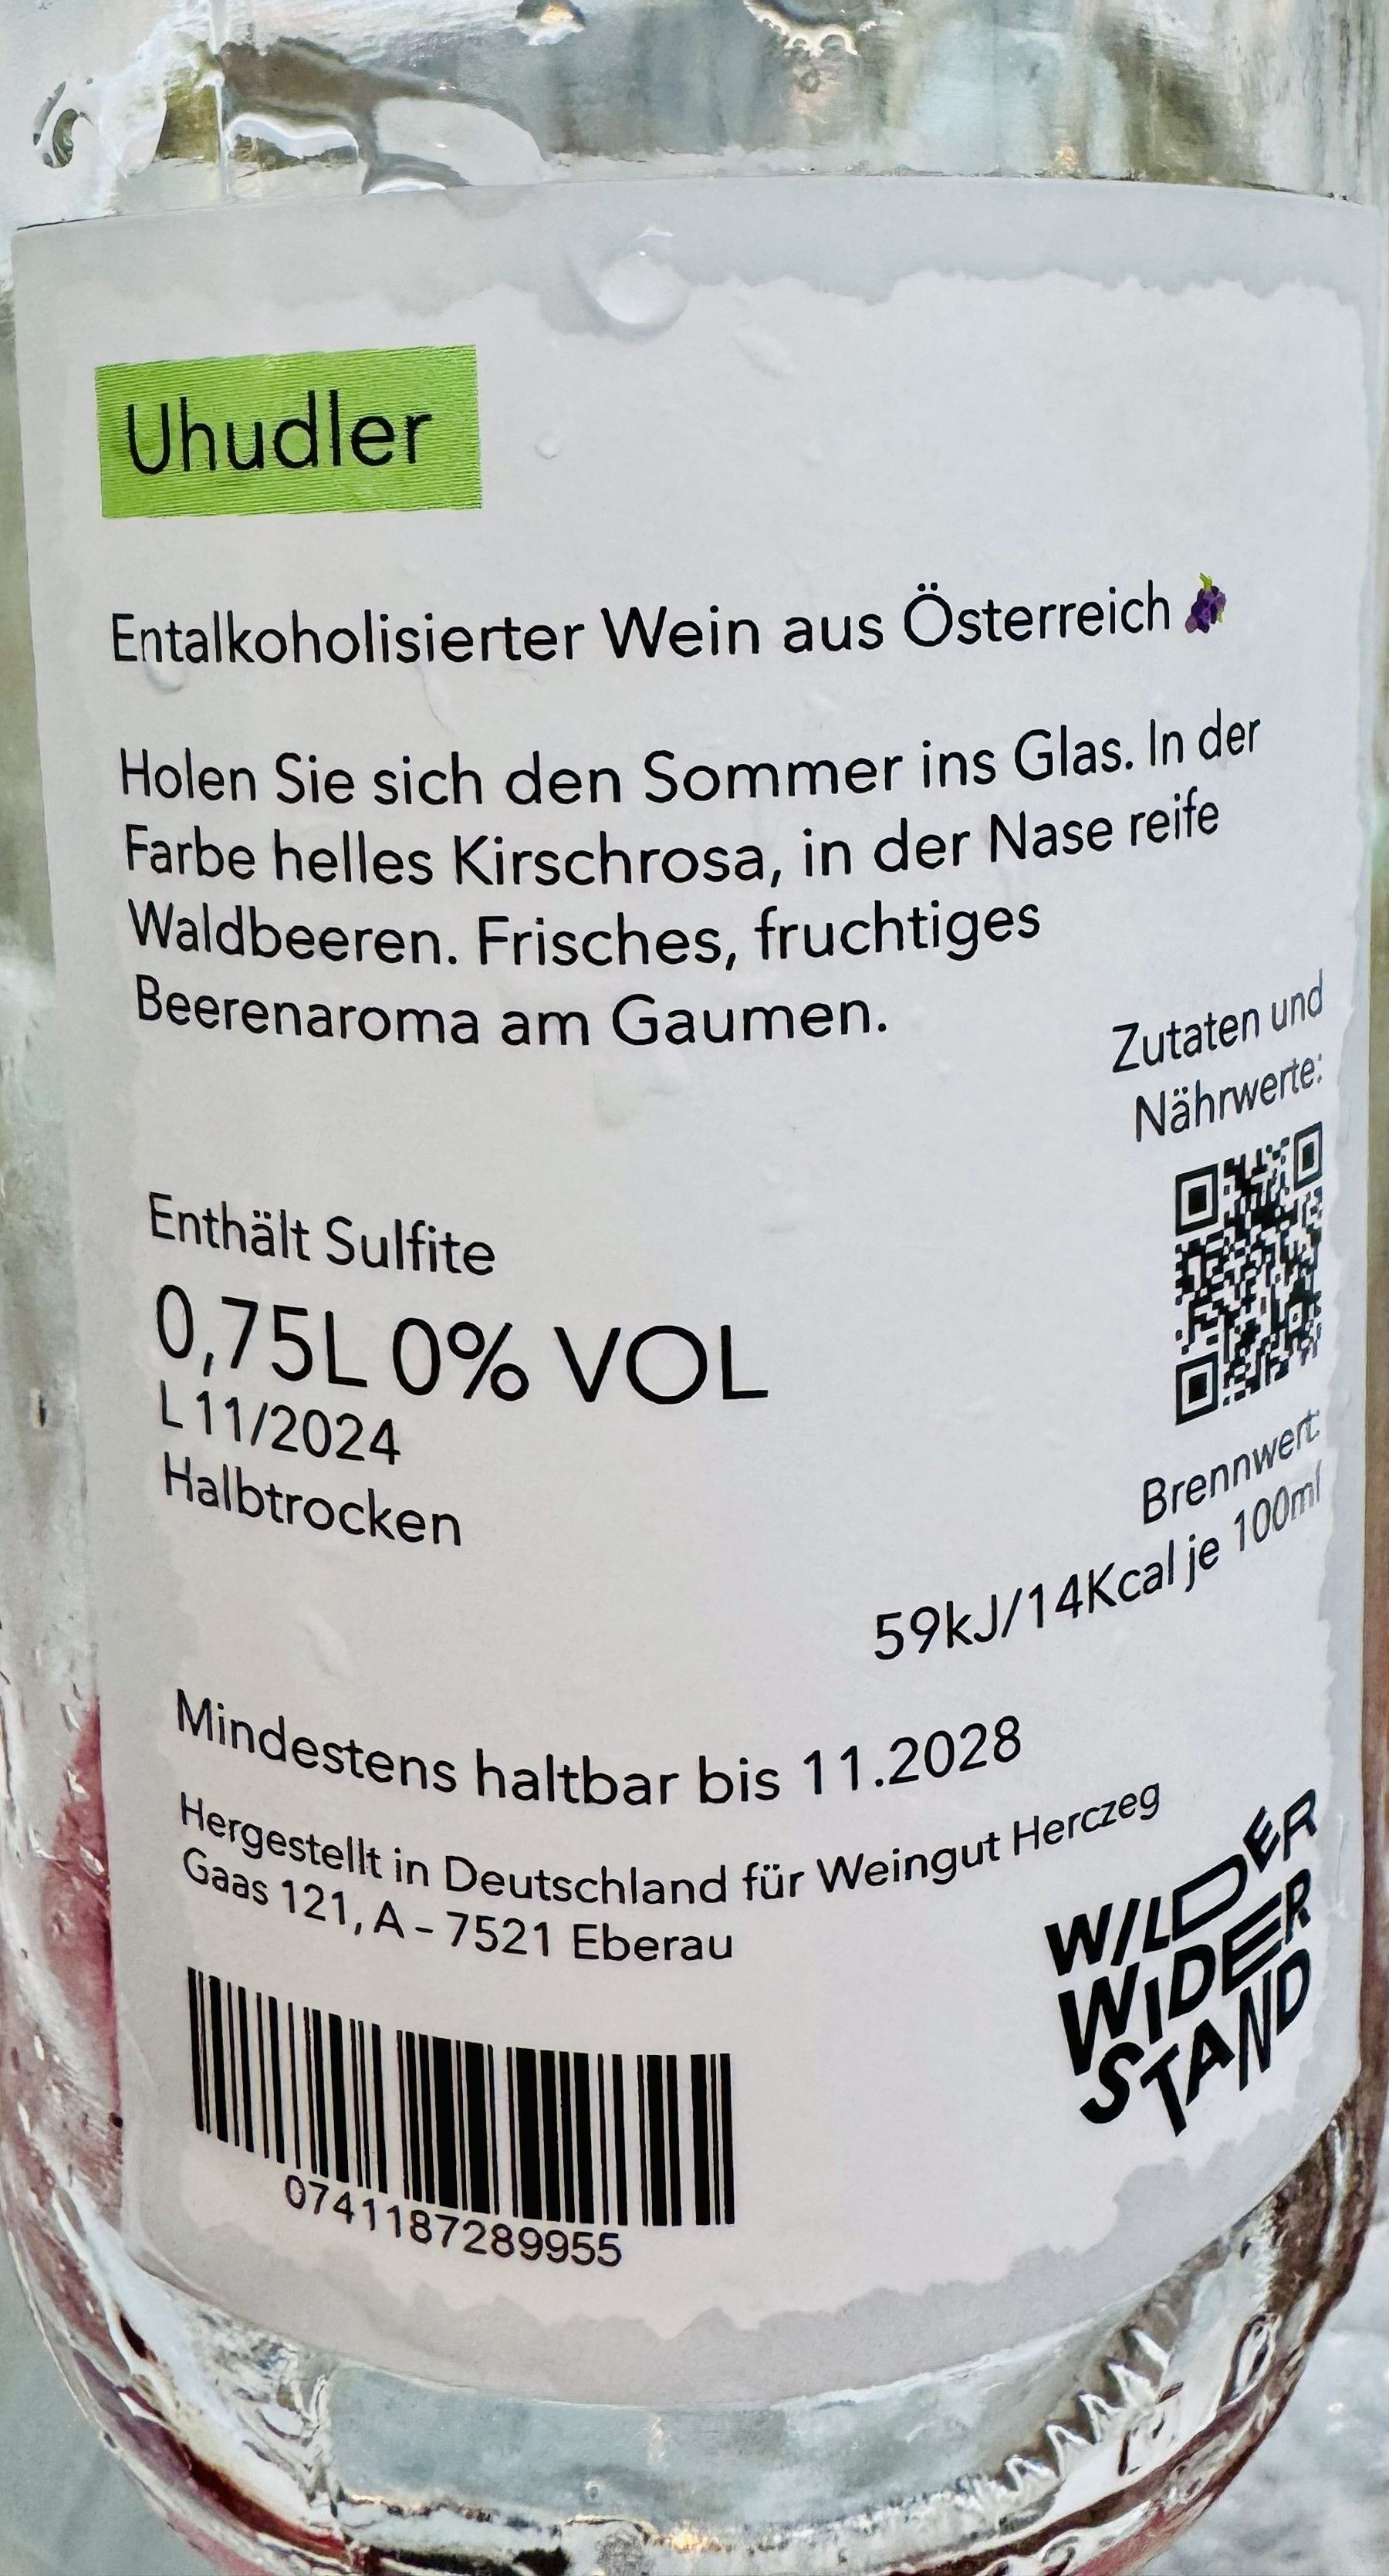 Uhudler
Entalkoholisierter Wein aus Österreich
Holen Sie sich den Sommer ins Glas. In der
Farbe helles Kirschrosa, in der Nase reife
Waldbeeren. Frisches, fruchtiges
Beerenaroma am Gaumen.
Zutaten und
Nährwerte:
Enthält Sulfite
0,75L 0% VOL
L 11/2024
Halbtrocken
Brennwert:
59kJ/14Kcal je 100ml
Mindestens haltbar bis 11.2028
Hergestellt in Deutschland für Weingut Herczeg
Gaas 121, A – 7521 Eberau
WILDER
WIDER
STAND
0741187289955